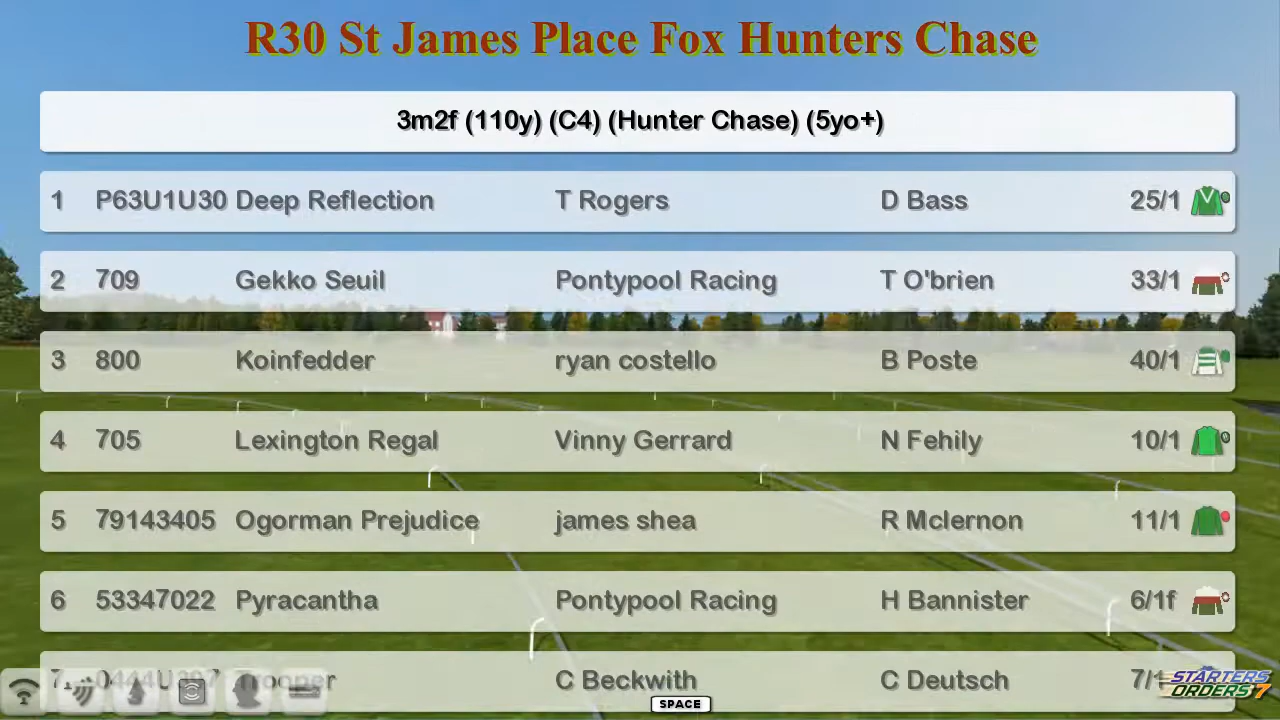 R30 St James Place Fox Hunters Chase
3m2f (110y) (C4) (Hunter Chase) (5yo+)
1 P63U1U30 Deep Reflection T Rogers D Bass 25/1
2 709 Gekko Seuil Pontypool Racing T O'brien 33/1
3 800 Koinfedder ryan costello B Poste 40/1
4 705 Lexington Regal Vinny Gerrard N Fehily 10/1
5 79143405 Ogorman Prejudice james shea R Mclernon 11/1
6 53347022 Pyracantha Pontypool Racing H Bannister 6/1f
7 Trooper C Beckwith C Deutsch
SPACE
STARTERS
ORDERS 7